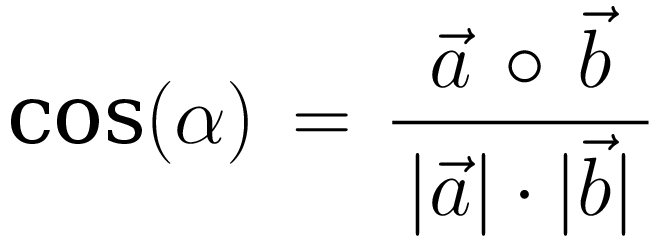 cos(α) = (a⃗ ∘ b⃗) / (|a⃗| · |b⃗|)